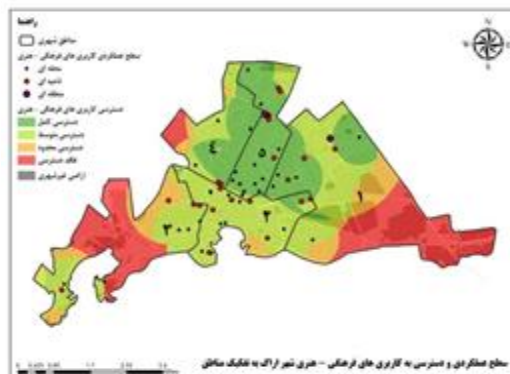 راهنما
مناطق شهری
سطح عملکردی کاربری های فرهنگی - هنری
محله ای
ناحیه ای
منطقه ای
دسترسی کاربری های فرهنگی - هنری
دسترسی کامل
دسترسی متوسط
دسترسی محدود
فاقد دسترسی
اراضی غیرشهری
N
S
۴
۵
۱
۲
۳
سطح عملکردی و دسترسی به کاربری های فرهنگی - هنری شهر اراک به تفکیک مناطق